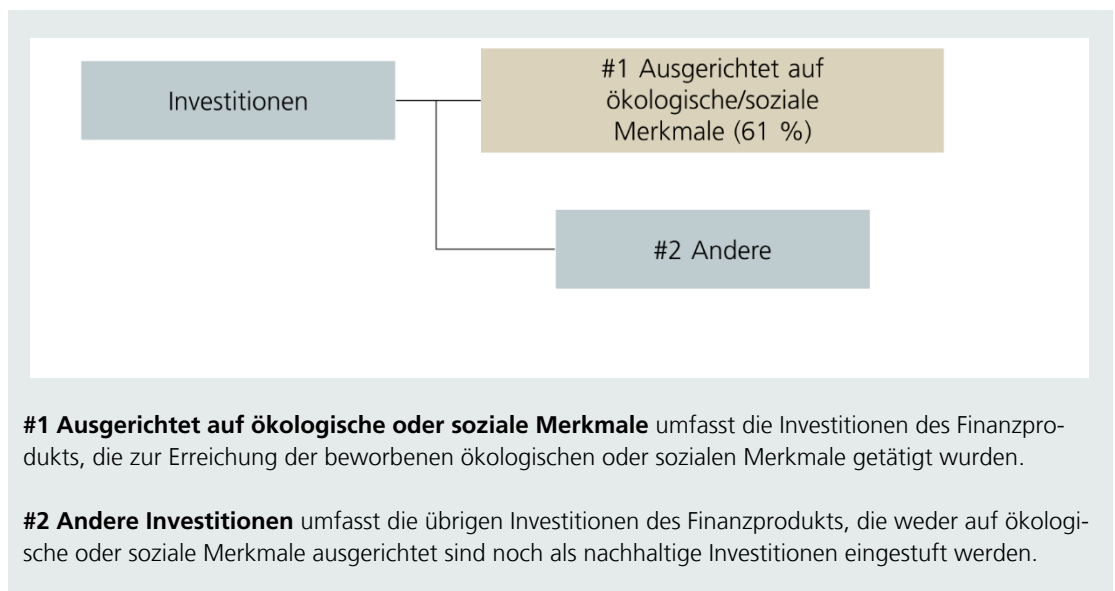 Investitionen
#1 Ausgerichtet auf
ökologische/soziale
Merkmale (61 %)
#2 Andere
#1 Ausgerichtet auf ökologische oder soziale Merkmale umfasst die Investitionen des Finanzpro-
dukts, die zur Erreichung der beworbenen ökologischen oder sozialen Merkmale getätigt wurden.
#2 Andere Investitionen umfasst die übrigen Investitionen des Finanzprodukts, die weder auf ökologi-
sche oder soziale Merkmale ausgerichtet sind noch als nachhaltige Investitionen eingestuft werden.